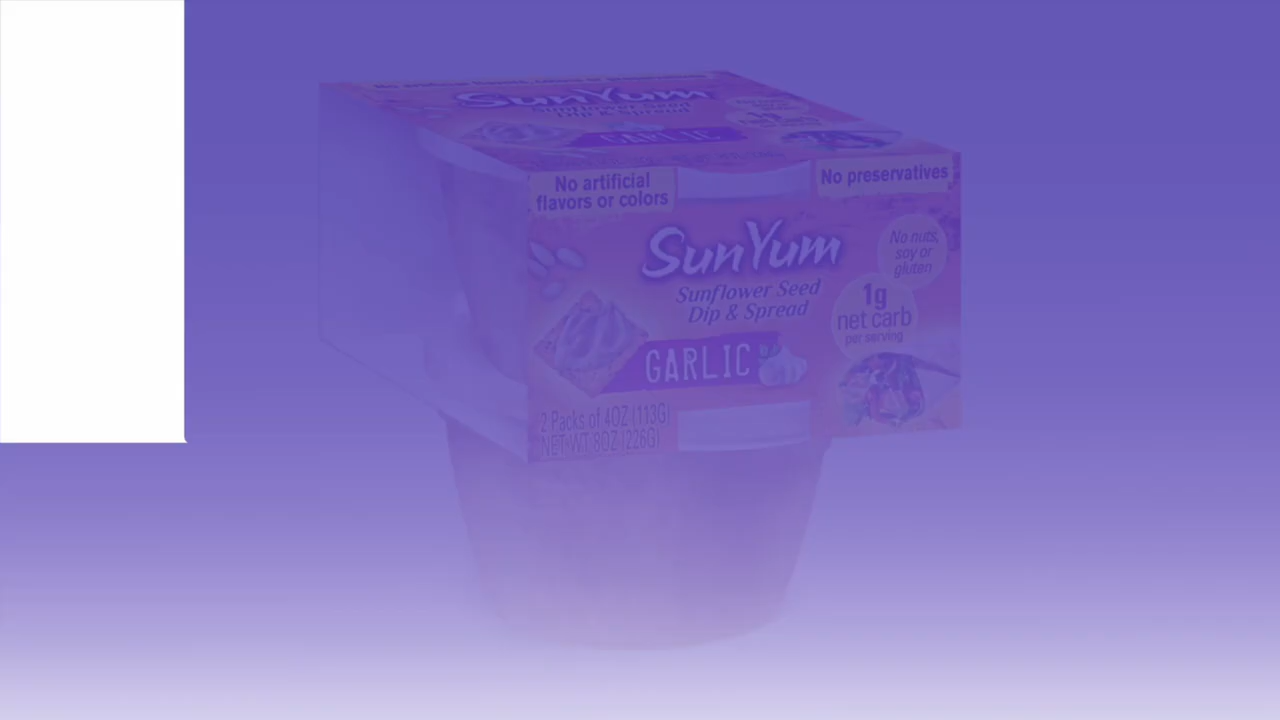 SunYum
Sunflower Seed
Dip & Spread
GARLIC
No artificial
flavors or colors
No preservatives
SunYum
Sunflower Seed
Dip & Spread
No nuts,
soy or
gluten
1g
net carb
per serving
GARLIC
2 Packs of 4OZ (113G)
NET WT 8OZ (226G)